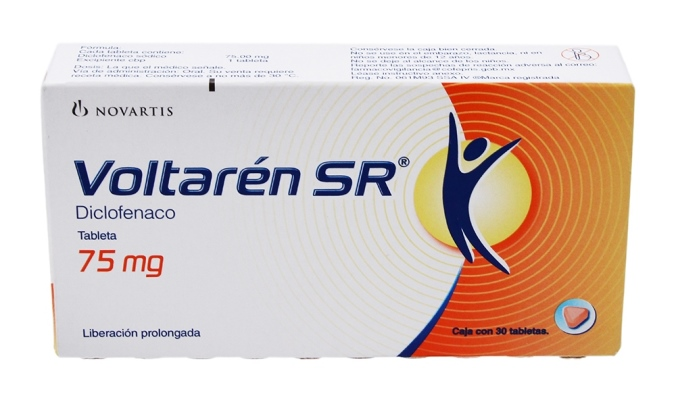 Fórmula:
Cada tableta contiene:
Diclofenaco sódico 75.00 mg
Excipiente cbp 1 tableta
Dosis: La que el médico señale.
Vía de administración: Oral. Su venta requiere
receta médica. Consérvese a no más de 30 °C.
Consérvese la caja bien cerrada.
No se use en el embarazo, lactancia, ni en
niños menores de 12 años.
No se deje al alcance de los niños.
Reporte las sospechas de reacción adversa al correo:
farmacovigilancia@cofepris.gob.mx
Léase instructivo anexo.
SSA IV ®Marca registrada
NOVARTIS
Voltarén SR®
Diclofenaco
Tableta
75 mg
Liberación prolongada
Caja con 30 tabletas.